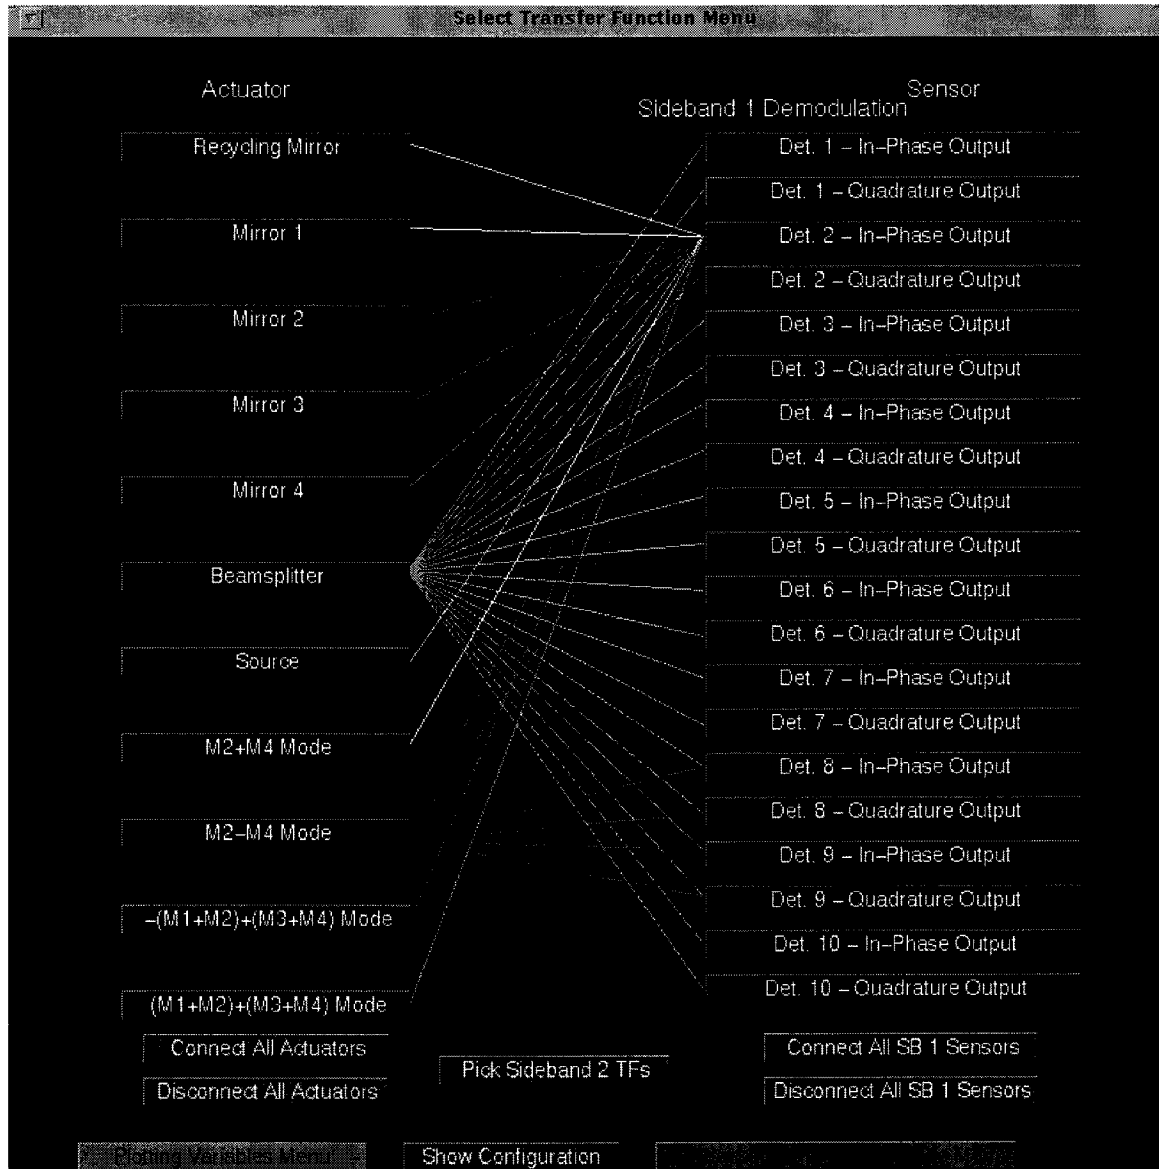 Select Transfer Function Menu
Actuator
Sensor
Sideband 1 Demodulation
Recycling Mirror
Mirror 1
Mirror 2
Mirror 3
Mirror 4
Beamsplitter
Source
M2+M4 Mode
M2-M4 Mode
-(M1+M2)+(M3+M4) Mode
(M1+M2)+(M3+M4) Mode
Det. 1 – In-Phase Output
Det. 1 – Quadrature Output
Det. 2 – In-Phase Output
Det. 2 – Quadrature Output
Det. 3 – In-Phase Output
Det. 3 – Quadrature Output
Det. 4 – In-Phase Output
Det. 4 – Quadrature Output
Det. 5 – In-Phase Output
Det. 5 – Quadrature Output
Det. 6 – In-Phase Output
Det. 6 – Quadrature Output
Det. 7 – In-Phase Output
Det. 7 – Quadrature Output
Det. 8 – In-Phase Output
Det. 8 – Quadrature Output
Det. 9 – In-Phase Output
Det. 9 – Quadrature Output
Det. 10 – In-Phase Output
Det. 10 – Quadrature Output
Connect All Actuators
Disconnect All Actuators
Pick Sideband 2 TFs
Connect All SB 1 Sensors
Disconnect All SB 1 Sensors
Plotting Variables Menu
Show Configuration